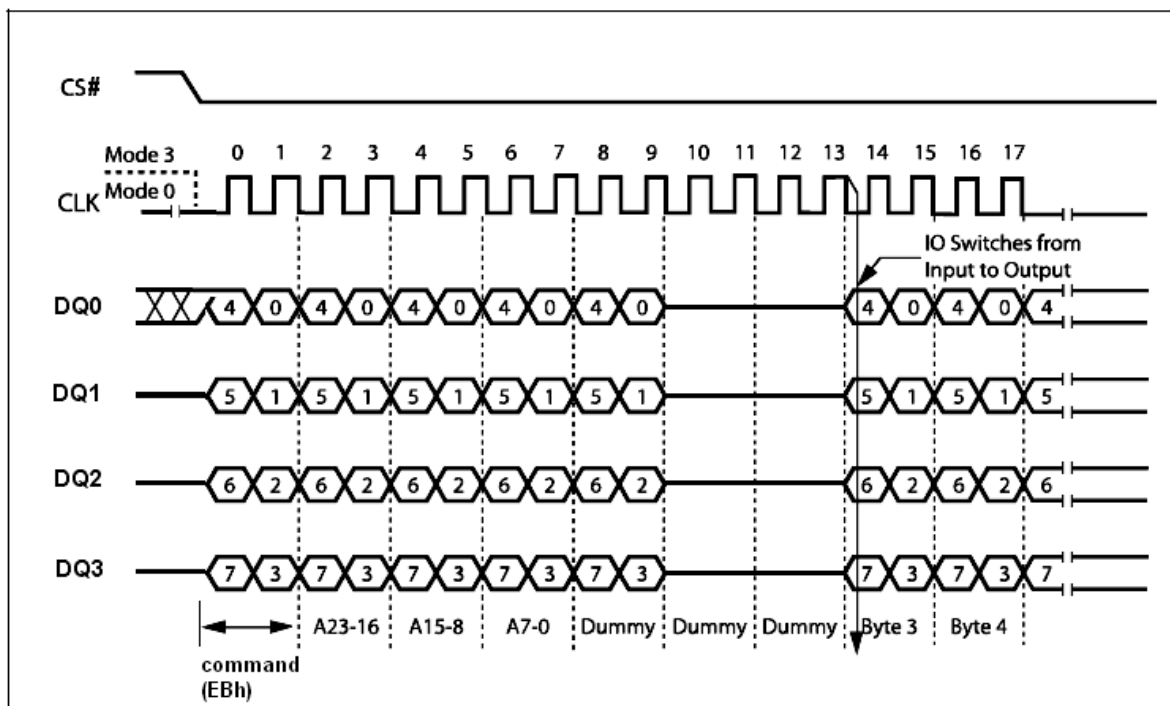 CS#
Mode 3
0 1 2 3 4 5 6 7 8 9 10 11 12 13 14 15 16 17
CLK Mode 0
IO Switches from
Input to Output
DQ0 4 0 4 0 4 0 4 0 4 0 4 0 4 0 4
DQ1 5 1 5 1 5 1 5 1 5 1 5 1 5 1 5
DQ2 6 2 6 2 6 2 6 2 6 2 6 2 6 2 6
DQ3 7 3 7 3 7 3 7 3 7 3 7 3 7 3 7
A23-16 A15-8 A7-0 Dummy Dummy Dummy Byte 3 Byte 4
command
(EBh)